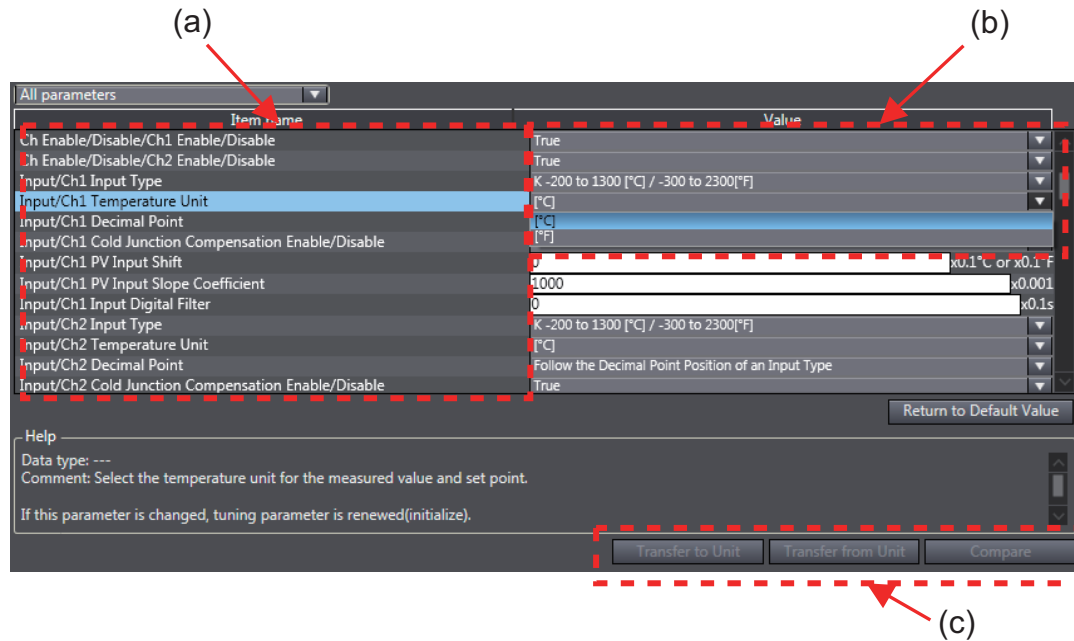 (a) (b)
All parameters
Item name Value
Ch Enable/Disable/Ch1 Enable/Disable True
Ch Enable/Disable/Ch2 Enable/Disable True
Input/Ch1 Input Type K -200 to 1300 [°C] / -300 to 2300[°F]
Input/Ch1 Temperature Unit [°C]
Input/Ch1 Decimal Point [°C]
Input/Ch1 Cold Junction Compensation Enable/Disable [°F]
Input/Ch1 PV Input Shift 0 x0.1°C or x0.1°F
Input/Ch1 PV Input Slope Coefficient 1000 x0.001
Input/Ch1 Input Digital Filter 0 x0.1s
Input/Ch2 Input Type K -200 to 1300 [°C] / -300 to 2300[°F]
Input/Ch2 Temperature Unit [°C]
Input/Ch2 Decimal Point Follow the Decimal Point Position of an Input Type
Input/Ch2 Cold Junction Compensation Enable/Disable True
Return to Default Value
Help
Data type: ---
Comment: Select the temperature unit for the measured value and set point.
If this parameter is changed, tuning parameter is renewed(initialize).
Transfer to Unit Transfer from Unit Compare
(c)